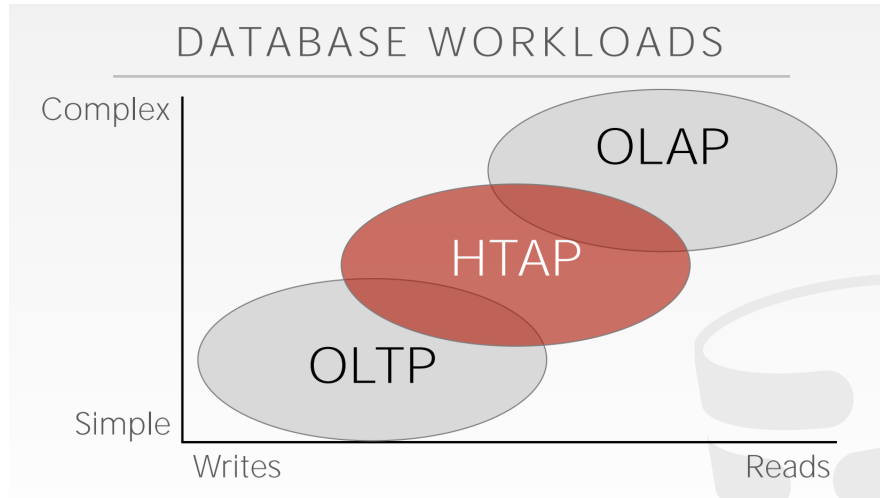 DATABASE WORKLOADS
Complex
OLAP
HTAP
OLTP
Simple
Writes
Reads